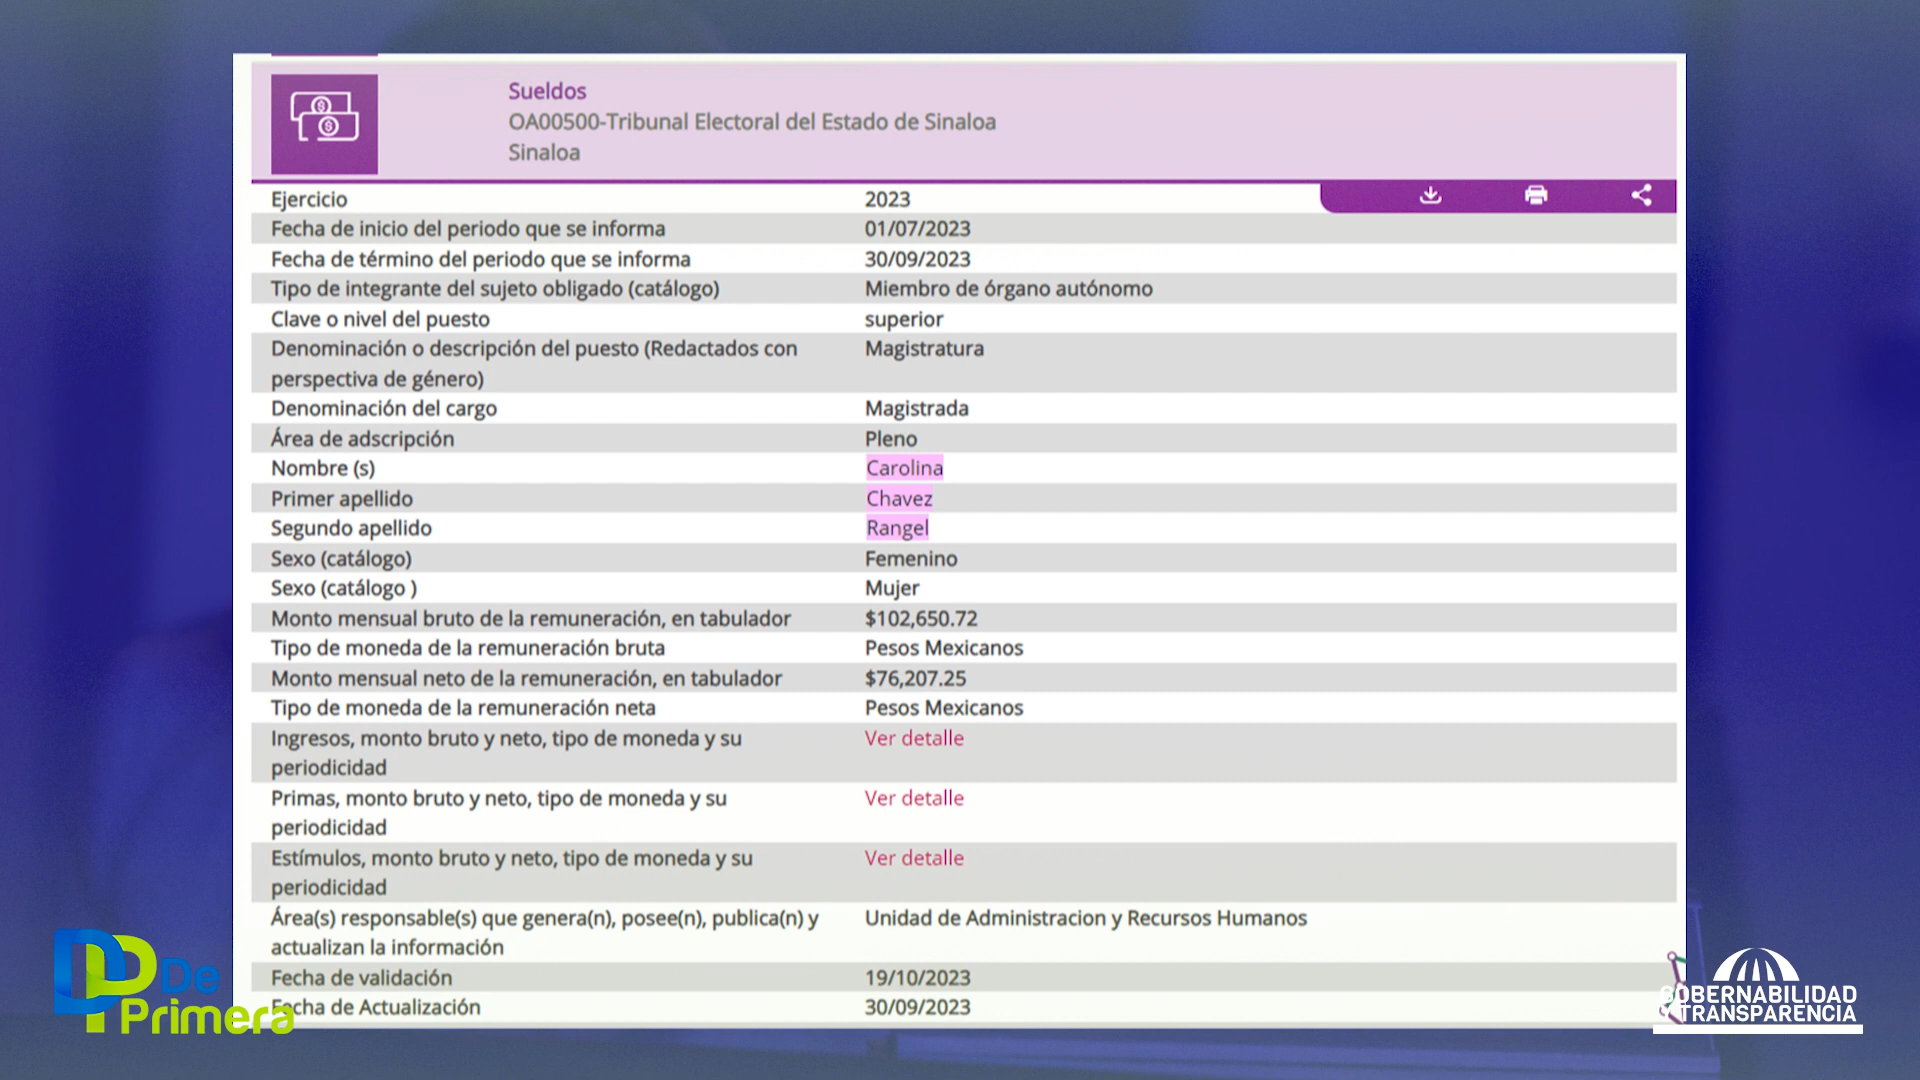 Sueldos
OA00500-Tribunal Electoral del Estado de Sinaloa
Sinaloa
Ejercicio 2023
Fecha de inicio del periodo que se informa 01/07/2023
Fecha de término del periodo que se informa 30/09/2023
Tipo de integrante del sujeto obligado (catálogo) Miembro de órgano autónomo
Clave o nivel del puesto superior
Denominación o descripción del puesto (Redactados con Magistratura
perspectiva de género)
Denominación del cargo Magistrada
Área de adscripción Pleno
Nombre (s) Carolina
Primer apellido Chavez
Segundo apellido Rangel
Sexo (catálogo) Femenino
Sexo (catálogo ) Mujer
Monto mensual bruto de la remuneración, en tabulador $102,650.72
Tipo de moneda de la remuneración bruta Pesos Mexicanos
Monto mensual neto de la remuneración, en tabulador $76,207.25
Tipo de moneda de la remuneración neta Pesos Mexicanos
Ingresos, monto bruto y neto, tipo de moneda y su Ver detalle
periodicidad
Primas, monto bruto y neto, tipo de moneda y su Ver detalle
periodicidad
Estímulos, monto bruto y neto, tipo de moneda y su Ver detalle
periodicidad
Área(s) responsable(s) que genera(n), posee(n), publica(n) y Unidad de Administracion y Recursos Humanos
actualizan la información
Fecha de validación 19/10/2023
Fecha de Actualización 30/09/2023
DP De
Primera
GOBERNABILIDAD
Y TRANSPARENCIA